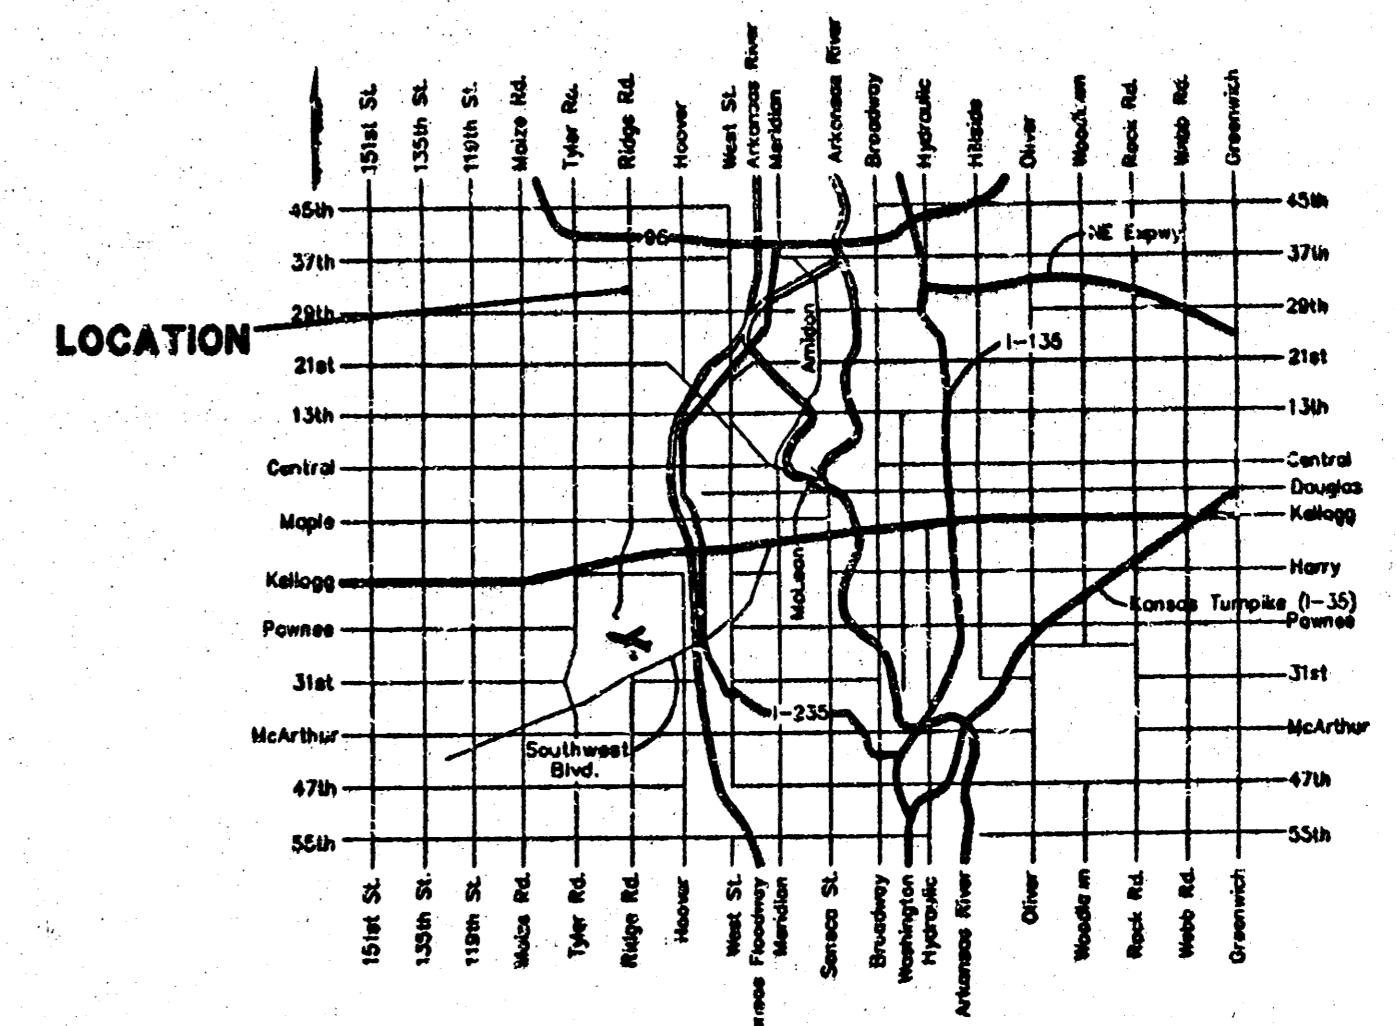 151st St.
135th St.
119th St.
Maize Rd.
Tyler Rd.
Ridge Rd.
Hoover
West St.
Arkansas River
Meridian
Arkansas River
Broadway
Hydraulic
Hillside
Oliver
Rock Rd.
Webb Rd.
Greenwich
45th
37th
29th
LOCATION
21st
13th
Central
Maple
Kellogg
Pawnee
31st
McArthur
47th
55th
96
Amidon
McLean
I-135
NE Expwy
I-235
Southwest
Blvd.
Kansas Turnpike (I-35)
45th
37th
29th
21st
13th
Central
Douglas
Kellogg
Harry
Pawnee
31st
McArthur
47th
55th
151st St.
135th St.
119th St.
Maize Rd.
Tyler Rd.
Ridge Rd.
Hoover
West St.
Floodway
Meridian
Seneca St.
Broadway
Washington
Hydraulic
Arkansas River
Oliver
Rock Rd.
Webb Rd.
Greenwich